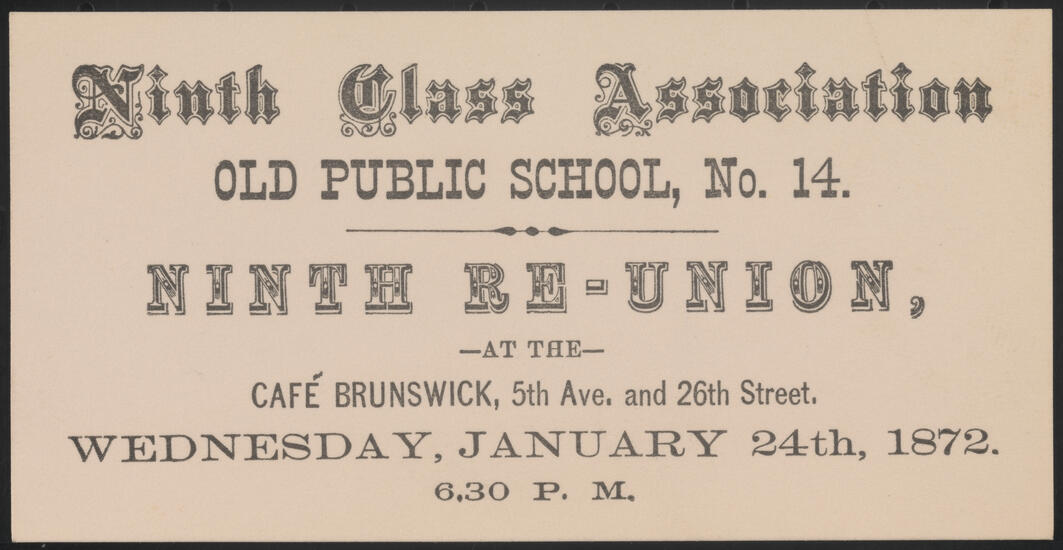 Ninth Class Association
OLD PUBLIC SCHOOL, No. 14.
NINTH RE-UNION,
—AT THE—
CAFÉ BRUNSWICK, 5th Ave. and 26th Street.
WEDNESDAY, JANUARY 24th, 1872.
6.30 P. M.